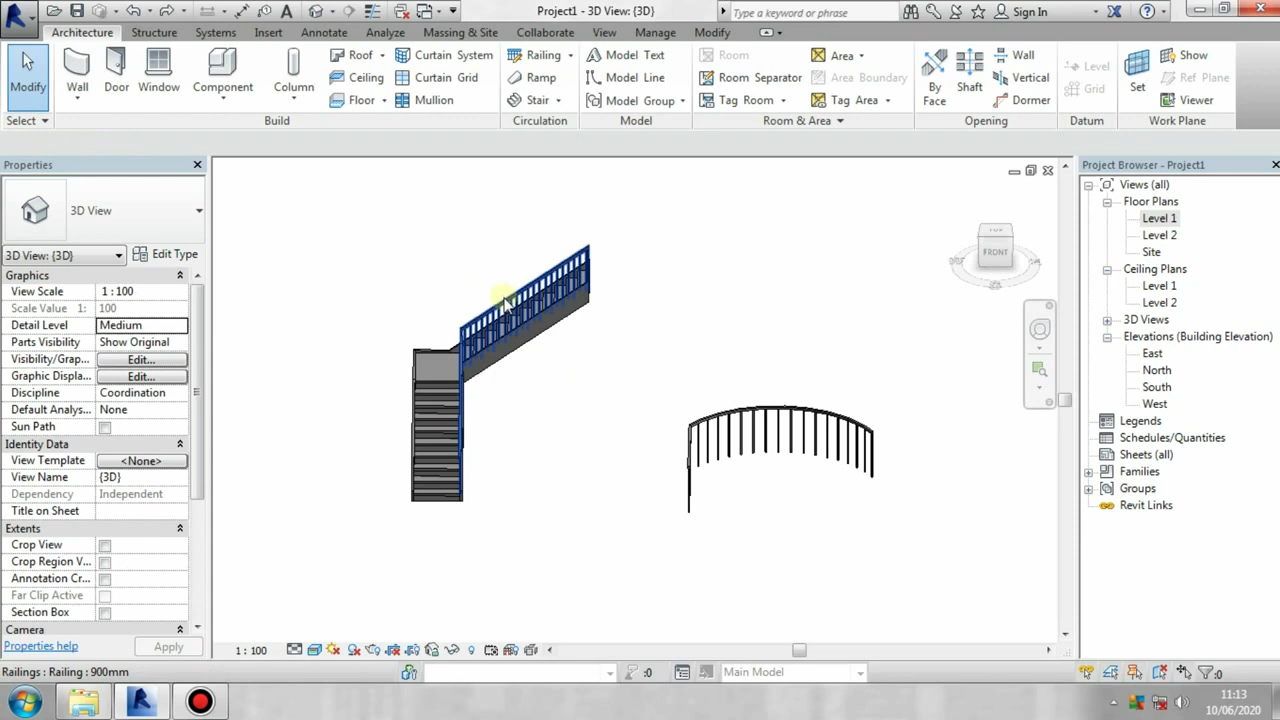 Project1 - 3D View: {3D}
Type a keyword or phrase
Sign In
Architecture Structure Systems Insert Annotate Analyze Massing & Site Collaborate View Manage Modify
Modify
Wall
Door
Window
Component
Column
Roof
Ceiling
Floor
Curtain System
Curtain Grid
Mullion
Railing
Ramp
Stair
Model Text
Model Line
Model Group
Room
Room Separator
Tag Room
Area
Area Boundary
Tag Area
By
Face
Shaft
Wall
Vertical
Dormer
Level
Grid
Set
Show
Ref Plane
Viewer
Select
Build
Circulation
Model
Room & Area
Opening
Datum
Work Plane
Properties
3D View
3D View: {3D}
Edit Type
Graphics
View Scale 1 : 100
Scale Value 1: 100
Detail Level Medium
Parts Visibility Show Original
Visibility/Grap... Edit...
Graphic Displa... Edit...
Discipline Coordination
Default Analys... None
Sun Path
Identity Data
View Template <None>
View Name {3D}
Dependency Independent
Title on Sheet
Extents
Crop View
Crop Region V...
Annotation Cr...
Far Clip Active
Section Box
Camera
Properties help
Apply
TOP
FRONT
1 : 100
Project Browser - Project1
Views (all)
Floor Plans
Level 1
Level 2
Site
Ceiling Plans
Level 1
Level 2
3D Views
Elevations (Building Elevation)
East
North
South
West
Legends
Schedules/Quantities
Sheets (all)
Families
Groups
Revit Links
Railings : Railing : 900mm
:0
Main Model
:0
11:13
10/06/2020